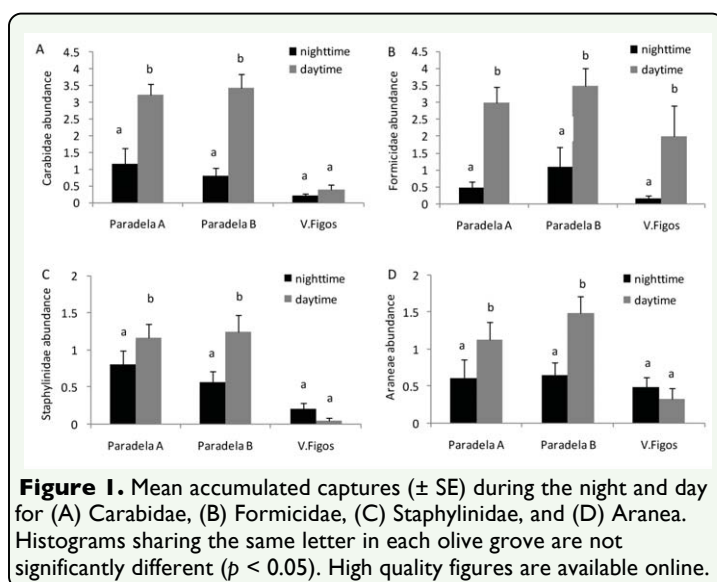 A
nighttime
daytime
Carabidae abundance
4.5
4
3.5
3
2.5
2
1.5
1
0.5
0
a
b
a
b
a
a
Paradela A
Paradela B
V.Figos
B
nighttime
daytime
Formicidae abundance
4.5
4
3.5
3
2.5
2
1.5
1
0.5
0
a
b
a
b
a
b
Paradela A
Paradela B
V.Figos
C
nighttime
daytime
Staphylinidae abundance
2
1.5
1
0.5
0
a
b
a
b
a
a
Paradela A
Paradela B
V.Figos
D
nighttime
daytime
Araneae abundance
2
1.5
1
0.5
0
a
b
a
b
a
a
Paradela A
Paradela B
V.Figos
Figure 1. Mean accumulated captures (± SE) during the night and day
for (A) Carabidae, (B) Formicidae, (C) Staphylinidae, and (D) Aranea.
Histograms sharing the same letter in each olive grove are not
significantly different (p < 0.05). High quality figures are available online.